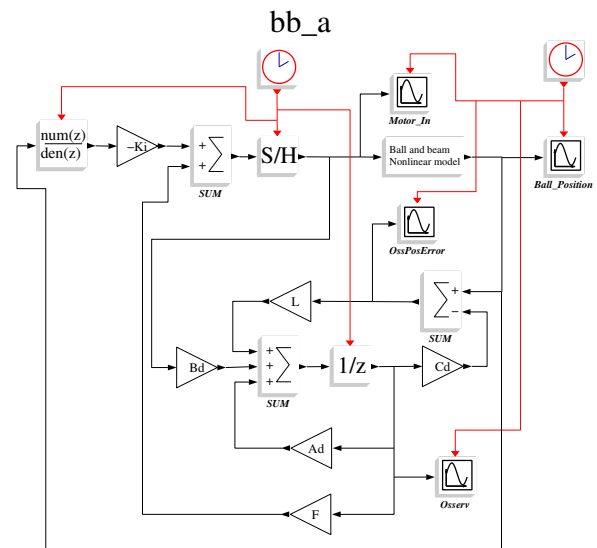 bb_a
Motor_In
num(z)
den(z)
-Ki
+
+
∑
SUM
S/H
Ball and beam
Nonlinear model
Ball_Position
OssPosError
L
∑
+
−
SUM
Bd
+
+
+
∑
SUM
1/z
Cd
Ad
Osserv
F